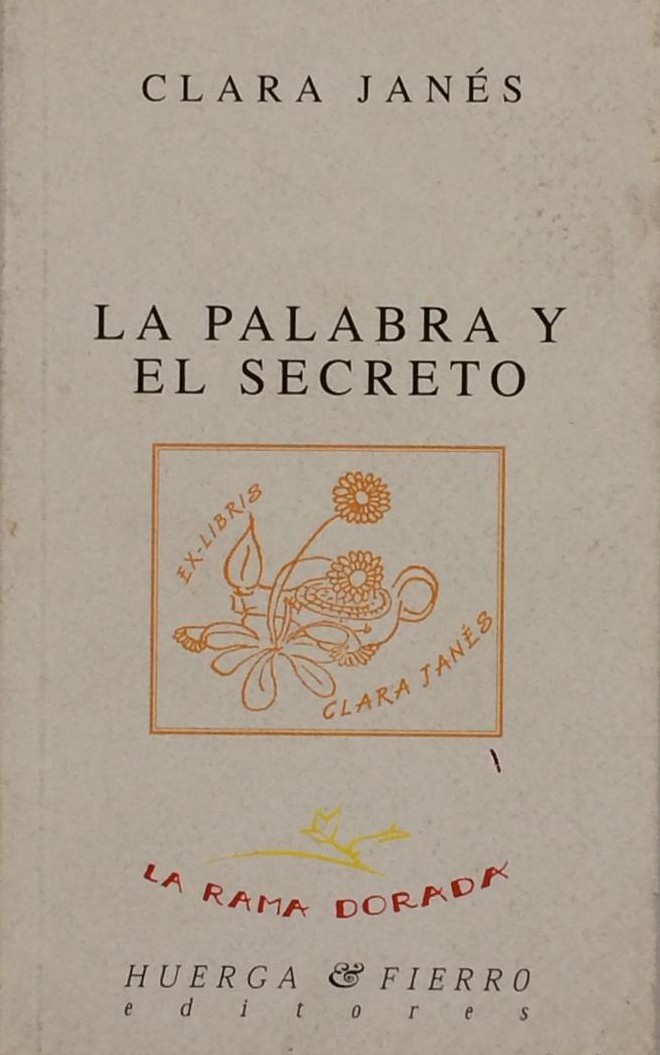 CLARA JANÉS
LA PALABRA Y
EL SECRETO
EX-LIBRIS
CLARA JANÉS
LA RAMA DORADA
HUERGA & FIERRO
editores